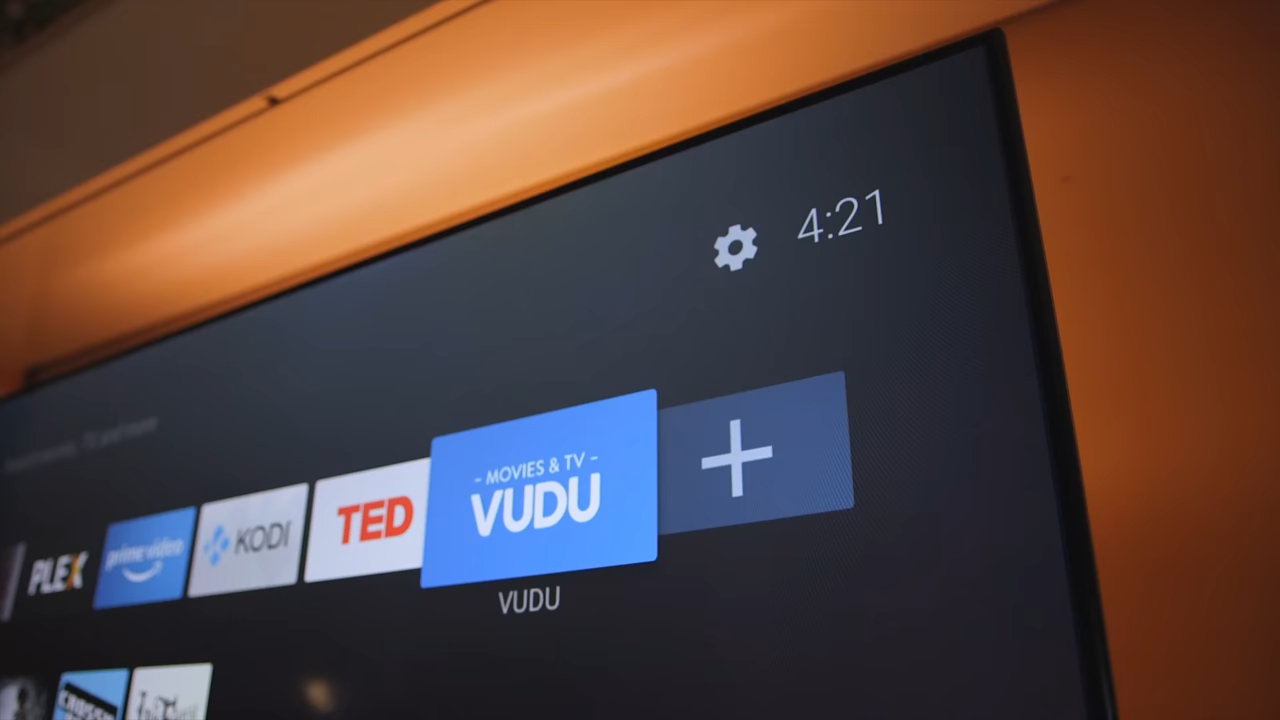 4:21
PLEX
prime video
KODI
TED
- MOVIES & TV -
VUDU
VUDU